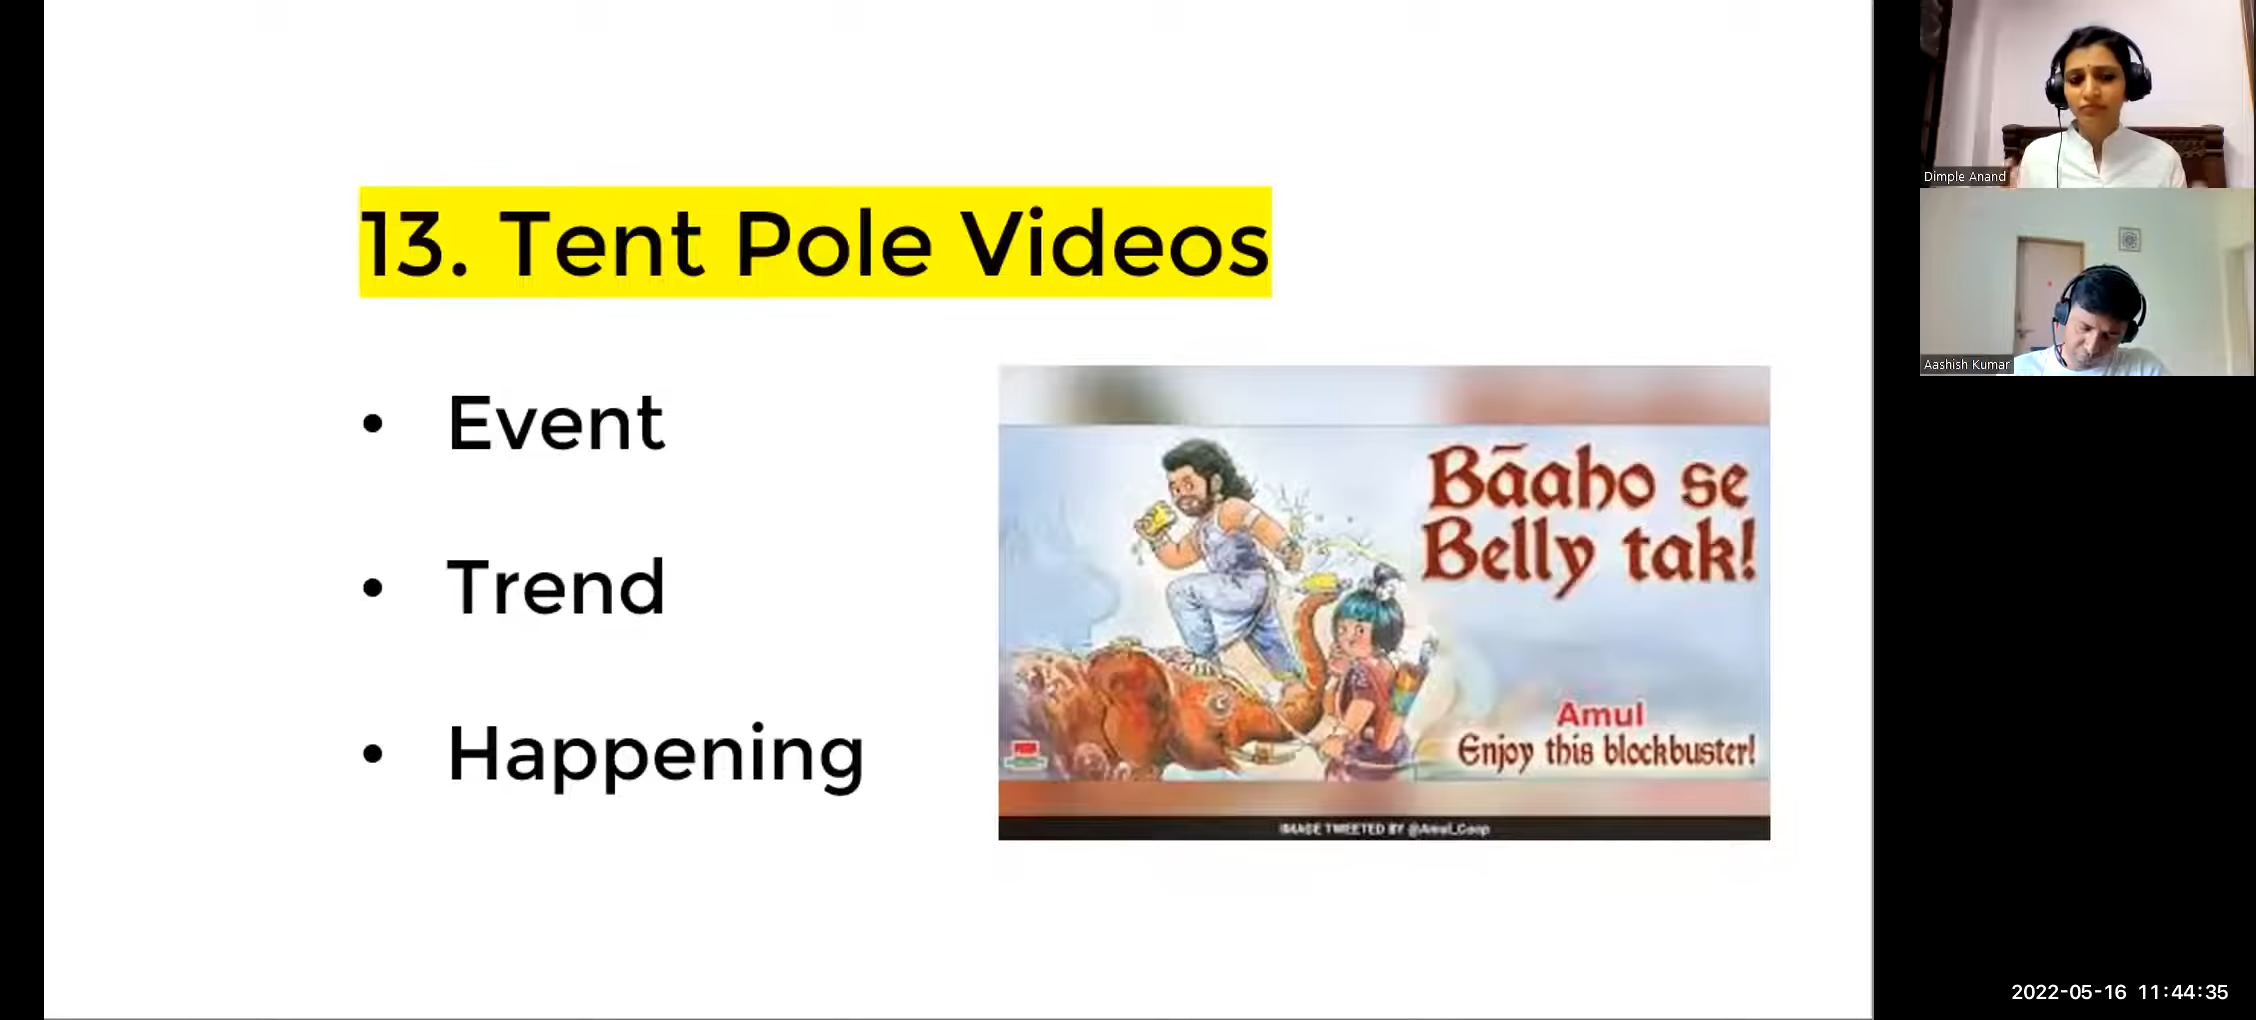 13. Tent Pole Videos
• Event
• Trend
• Happening
Bāaho se
Belly tak!
Amul
Enjoy this blockbuster!
IMAGE TWEETED BY @Amul_Coop
Dimple Anand
Aashish Kumar
2022-05-16 11:44:35